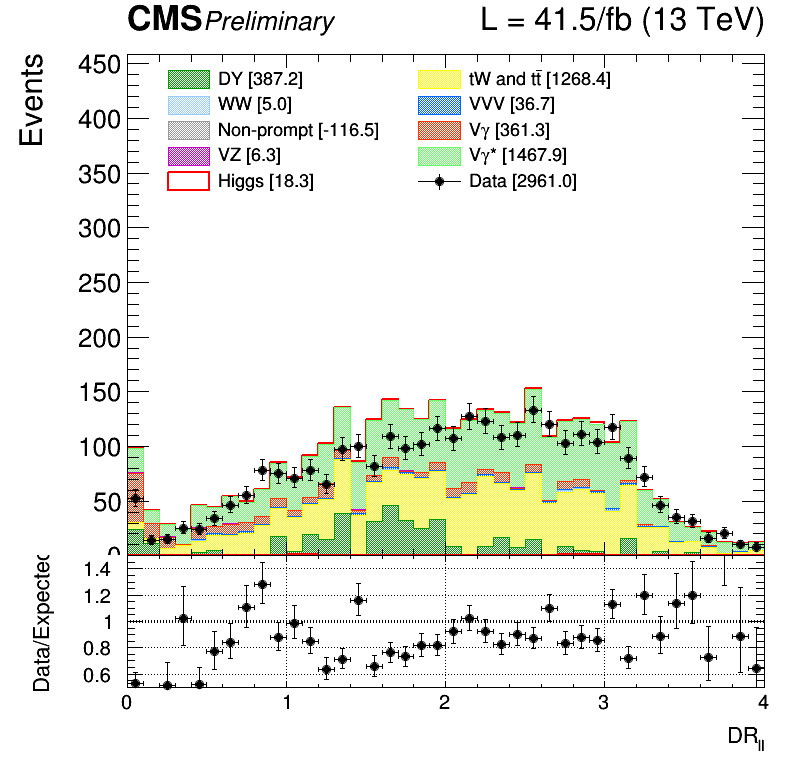 CMS Preliminary L = 41.5/fb (13 TeV)
Events
450
400
350
300
250
200
150
100
50
0
DY [387.2]
WW [5.0]
Non-prompt [-116.5]
VZ [6.3]
Higgs [18.3]
tW and tt̄ [1268.4]
VVV [36.7]
Vγ [361.3]
Vγ* [1467.9]
Data [2961.0]
Data/Expected
1.4
1.2
1
0.8
0.6
0 1 2 3 4
DR_ll